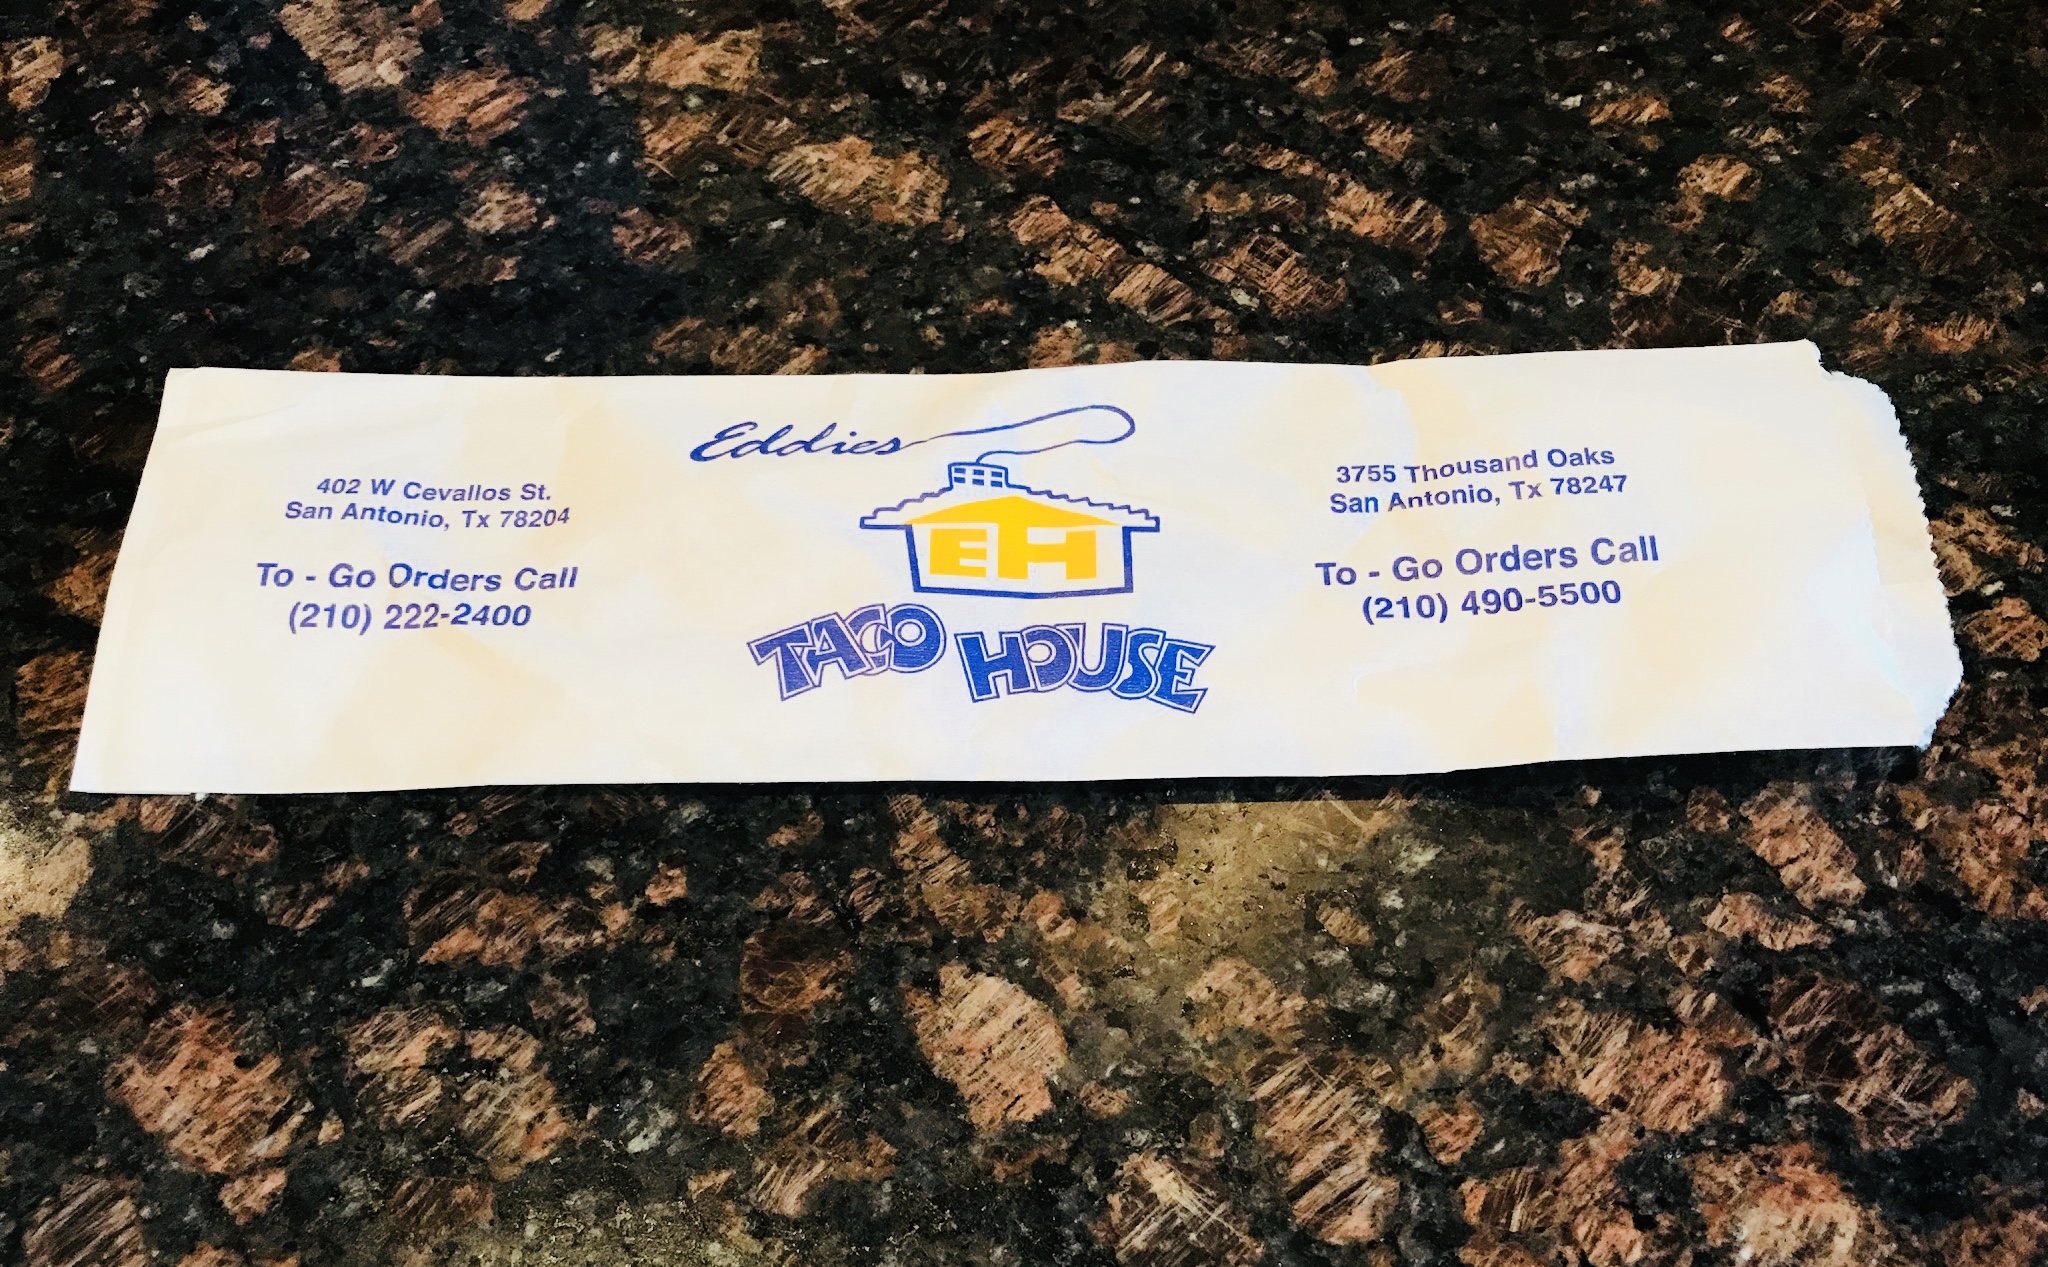 402 W Cevallos St.
San Antonio, Tx 78204
To - Go Orders Call
(210) 222-2400
Eddies
EH
TACO HOUSE
3755 Thousand Oaks
San Antonio, Tx 78247
To - Go Orders Call
(210) 490-5500